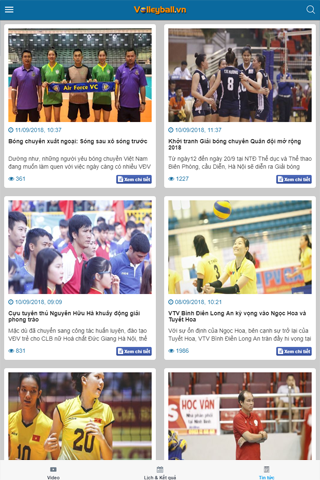 Volleyball.vn
Air Force VC
11/09/2018, 10:37
Bóng chuyền xuất ngoại: Sóng sau xô sóng trước
Dường như, những người yêu bóng chuyền Việt Nam
đang muốn làm quen với việc ngày càng có nhiều VĐV
361
Xem chi tiết
10/09/2018, 11:39
Khởi tranh Giải bóng chuyền Quân đội mở rộng
2018
Từ ngày12 đến ngày 20/9 tại NTĐ Thể dục và Thể thao
Biên Phòng, cầu Diễn, Hà Nội sẽ diễn ra Giải bóng
1227
Xem chi tiết
10/09/2018, 09:09
Cựu tuyển thủ Nguyễn Hữu Hà khuấy động giải
phong trào
Mặc dù đã chuyển sang công tác huấn luyện, đào tạo
VĐV trẻ cho CLB nữ Hoá chất Đức Giang Hà Nội, thế
831
Xem chi tiết
08/09/2018, 10:21
VTV Bình Điền Long An kỳ vọng vào Ngọc Hoa và
Tuyết Hoa
Với sự ổn định của Ngọc Hoa, bên cạnh sự trở lại của
Tuyết Hoa, VTV Bình Điền Long An tràn đầy hi vọng tại
1986
Xem chi tiết
20
HỌC VĂN
Video
Lịch & Kết quả
Tin tức